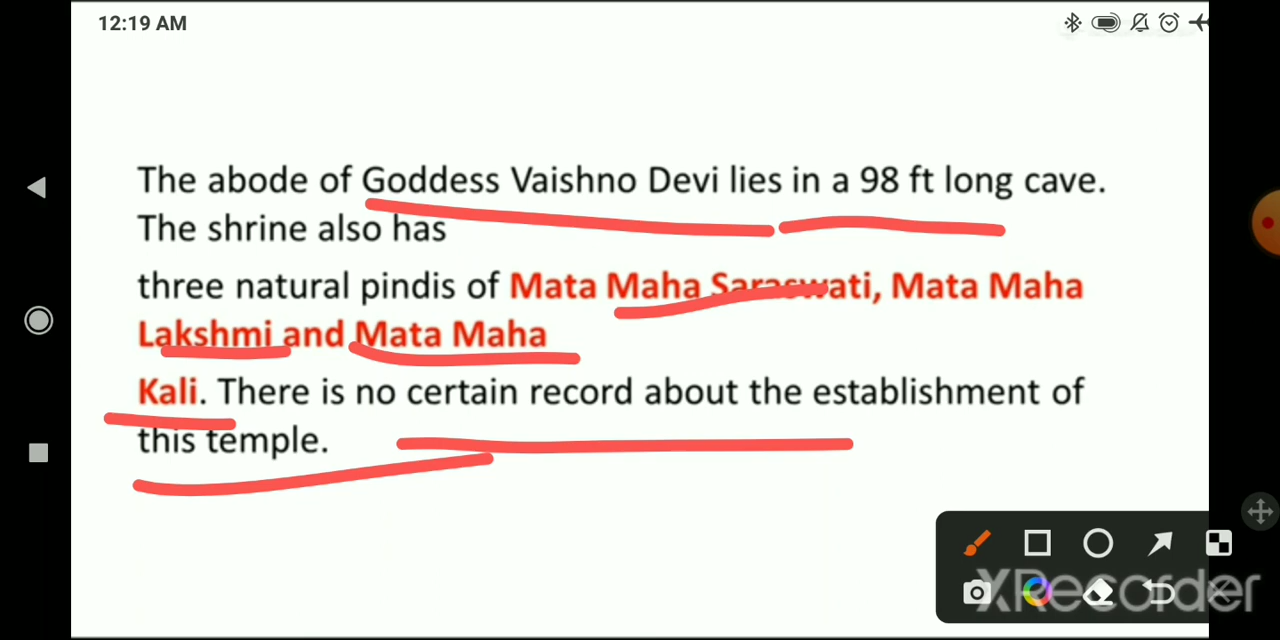 12:19 AM
The abode of Goddess Vaishno Devi lies in a 98 ft long cave.
The shrine also has
three natural pindis of Mata Maha Saraswati, Mata Maha
Lakshmi and Mata Maha
Kali. There is no certain record about the establishment of
this temple.
XRecorder